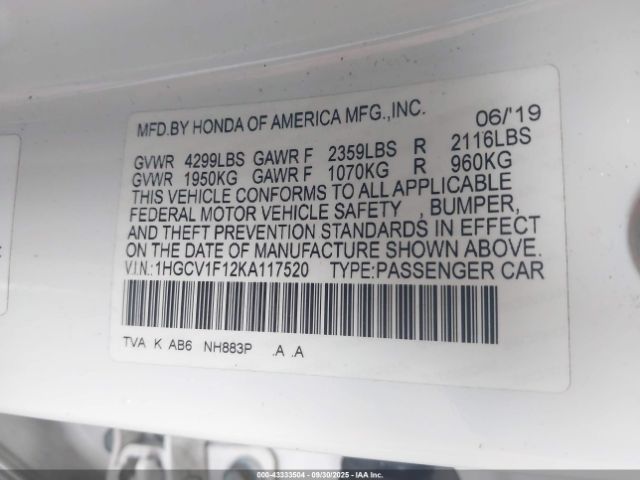 MFD.BY HONDA OF AMERICA MFG.,INC. 06/'19
GVWR 4299LBS GAWR F 2359LBS R 2116LBS
GVWR 1950KG GAWR F 1070KG R 960KG
THIS VEHICLE CONFORMS TO ALL APPLICABLE
FEDERAL MOTOR VEHICLE SAFETY , BUMPER,
AND THEFT PREVENTION STANDARDS IN EFFECT
ON THE DATE OF MANUFACTURE SHOWN ABOVE.
V.I.N.:1HGCV1F12KA117520 TYPE:PASSENGER CAR
TVA K AB6 NH883P .A .A
000-43333504 - 09/30/2025 - IAA Inc.